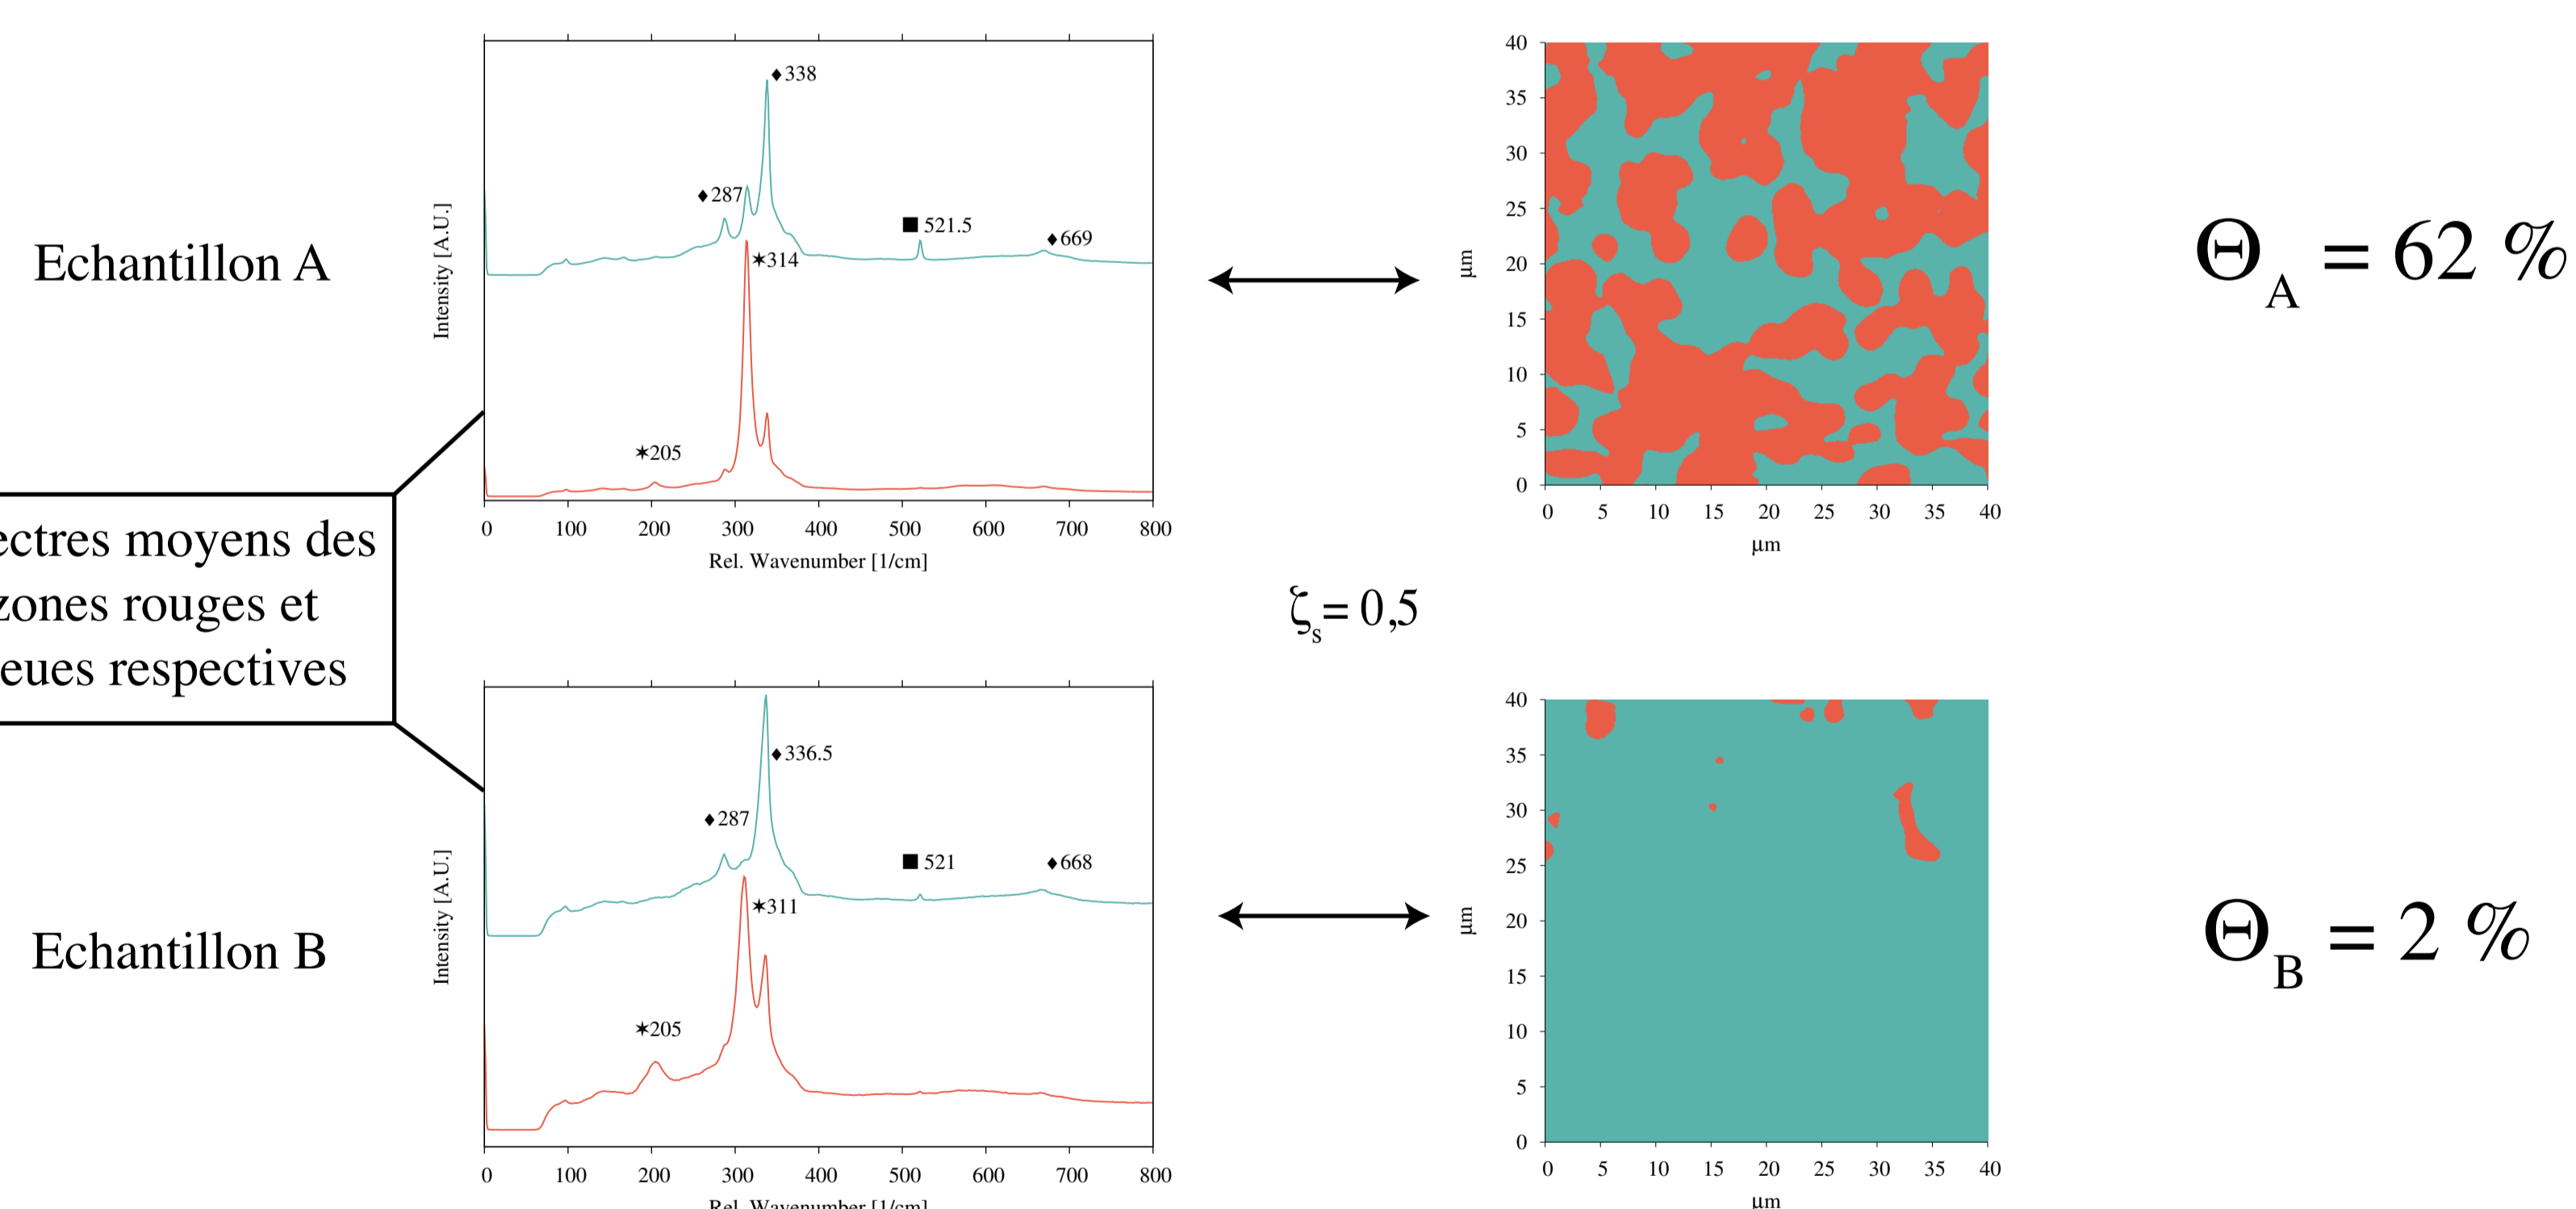 Echantillon A
Intensity [A.U.]
♦338
♦287
■ 521.5
♦669
✶314
✶205
0 100 200 300 400 500 600 700 800
Rel. Wavenumber [1/cm]
µm
40
35
30
25
20
15
10
5
0
0 5 10 15 20 25 30 35 40
µm
Θ_A = 62 %
moyens des
zones rouges et
respectives
ζ_s = 0,5
Echantillon B
Intensity [A.U.]
♦336.5
♦287
■ 521
♦668
✶311
✶205
0 100 200 300 400 500 600 700 800
Rel. Wavenumber [1/cm]
µm
40
35
30
25
20
15
10
5
0
0 5 10 15 20 25 30 35 40
µm
Θ_B = 2 %